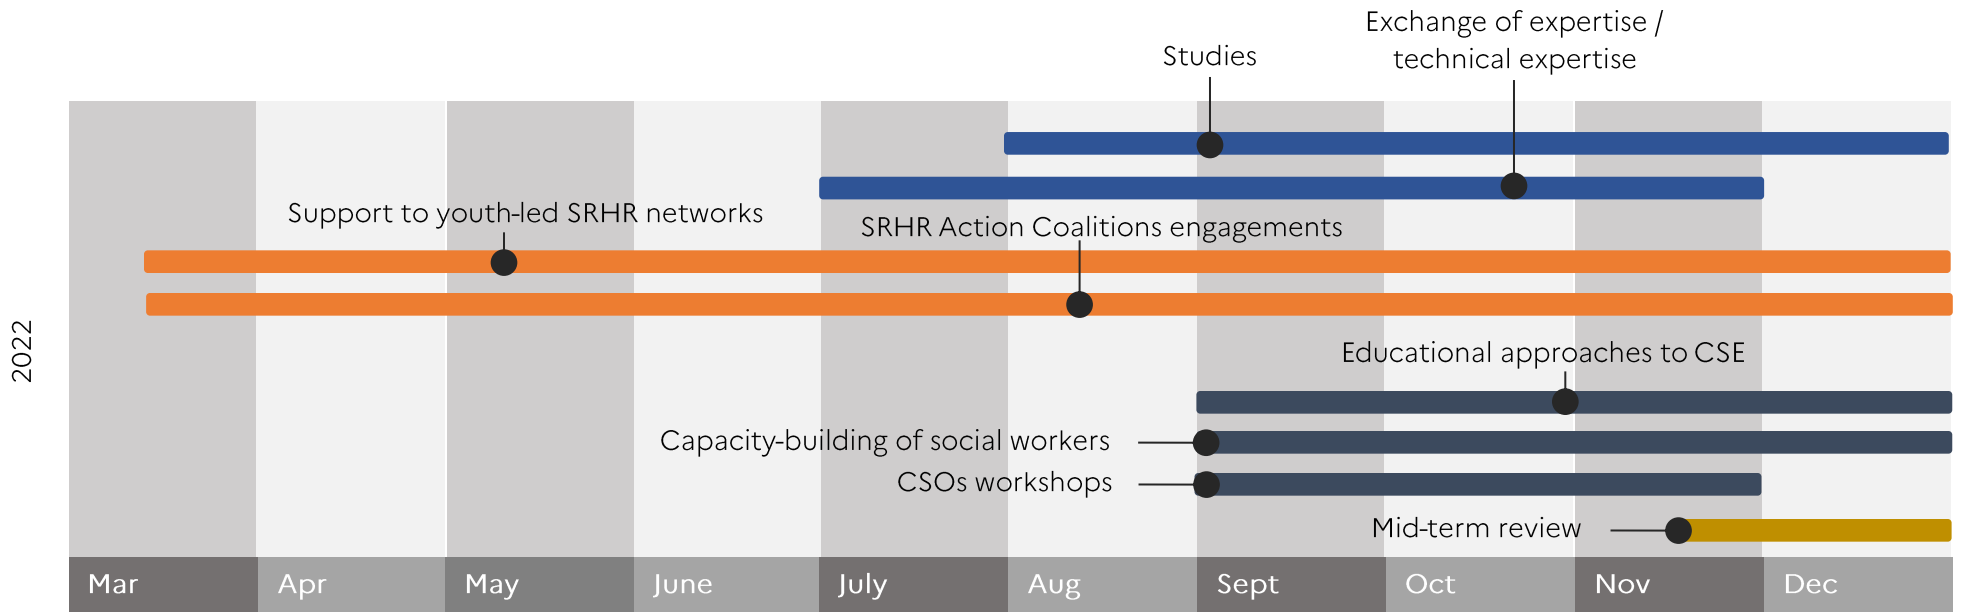 Exchange of expertise /
technical expertise
Studies
Support to youth-led SRHR networks
SRHR Action Coalitions engagements
2022
Educational approaches to CSE
Capacity-building of social workers
CSOs workshops
Mid-term review
Mar Apr May June July Aug Sept Oct Nov Dec